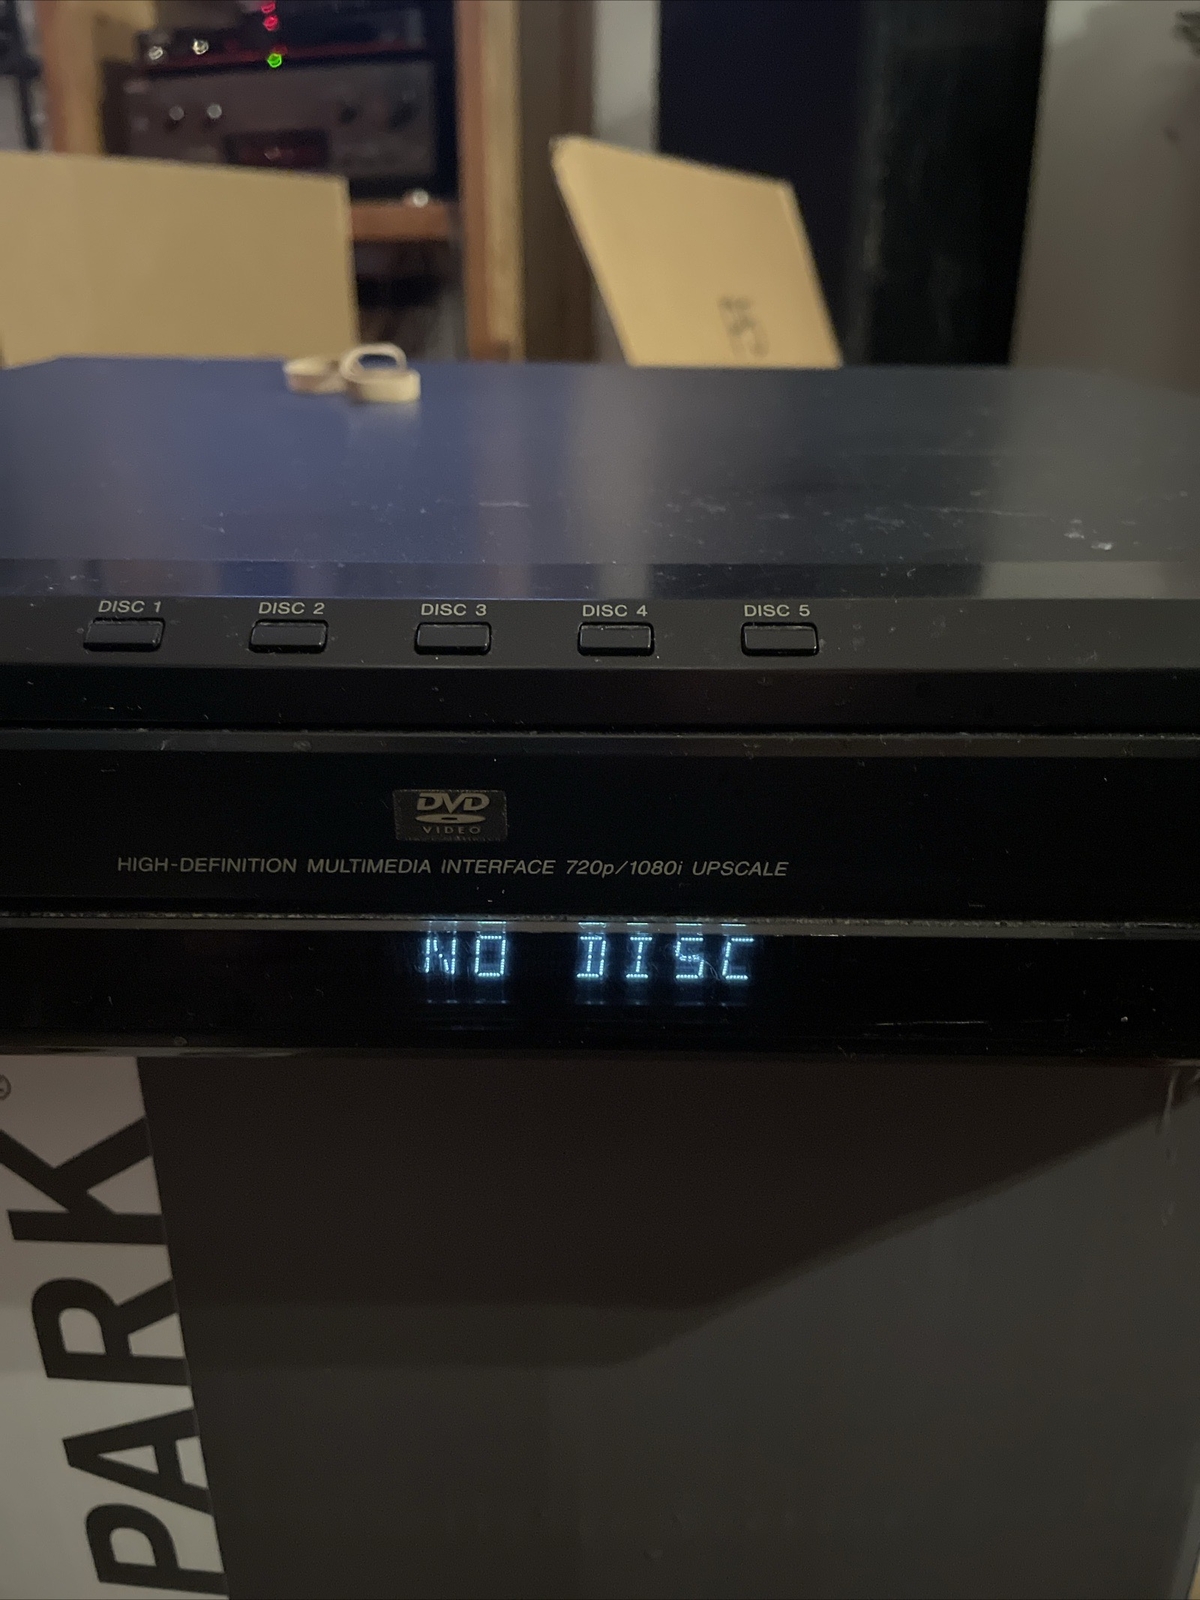 DISC 1 DISC 2 DISC 3 DISC 4 DISC 5
DVD
VIDEO
HIGH-DEFINITION MULTIMEDIA INTERFACE 720p/1080i UPSCALE
NO DISC
PARK